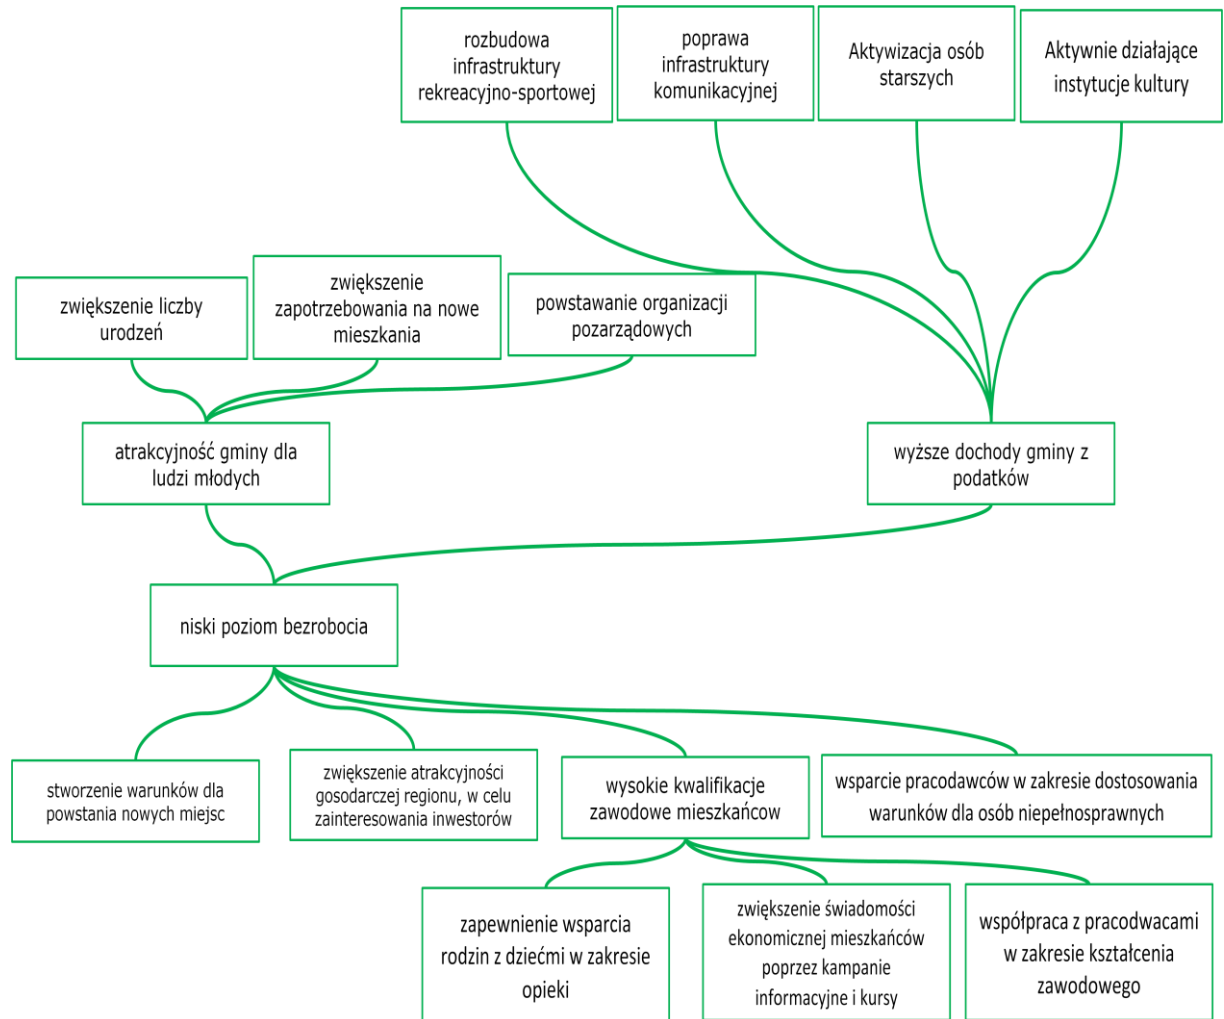 rozbudowa
infrastruktury
rekreacyjno-sportowej
poprawa
infrastruktury
komunikacyjnej
Aktywizacja osób
starszych
Aktywnie działające
instytucje kultury
zwiększenie liczby
urodzeń
zwiększenie
zapotrzebowania na nowe
mieszkania
powstawanie organizacji
pozarządowych
atrakcyjność gminy dla
ludzi młodych
wyższe dochody gminy z
podatków
niski poziom bezrobocia
stworzenie warunków dla
powstania nowych miejsc
zwiększenie atrakcyjności
gosodarczej regionu, w celu
zainteresowania inwestorów
wysokie kwalifikacje
zawodowe mieszkańcow
wsparcie pracodawców w zakresie dostosowania
warunków dla osób niepełnosprawnych
zapewnienie wsparcia
rodzin z dziećmi w zakresie
opieki
zwiększenie świadomości
ekonomicznej mieszkańców
poprzez kampanie
informacyjne i kursy
współpraca z pracodwacami
w zakresie kształcenia
zawodowego